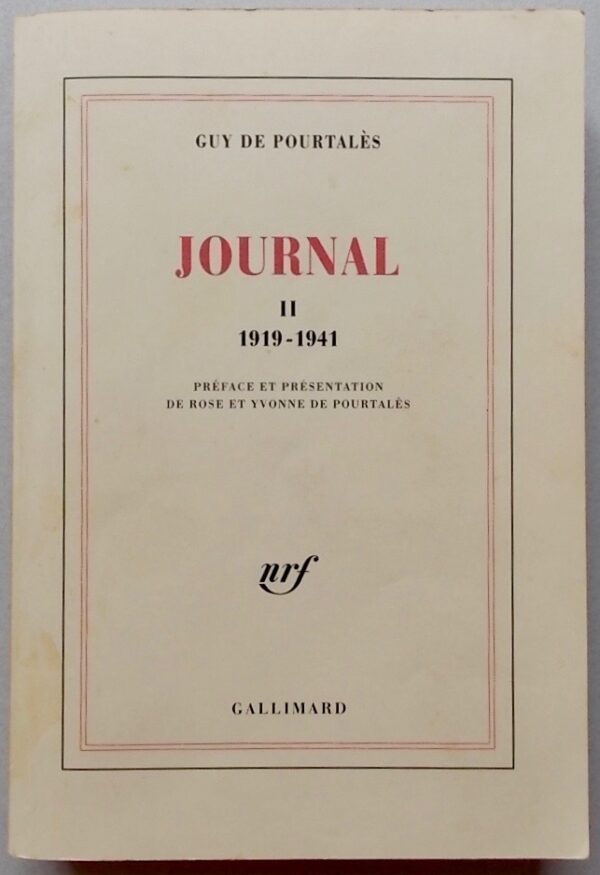 GUY DE POURTALÈS
JOURNAL
II
1919-1941
PRÉFACE ET PRÉSENTATION
DE ROSE ET YVONNE DE POURTALÈS
nrf
GALLIMARD